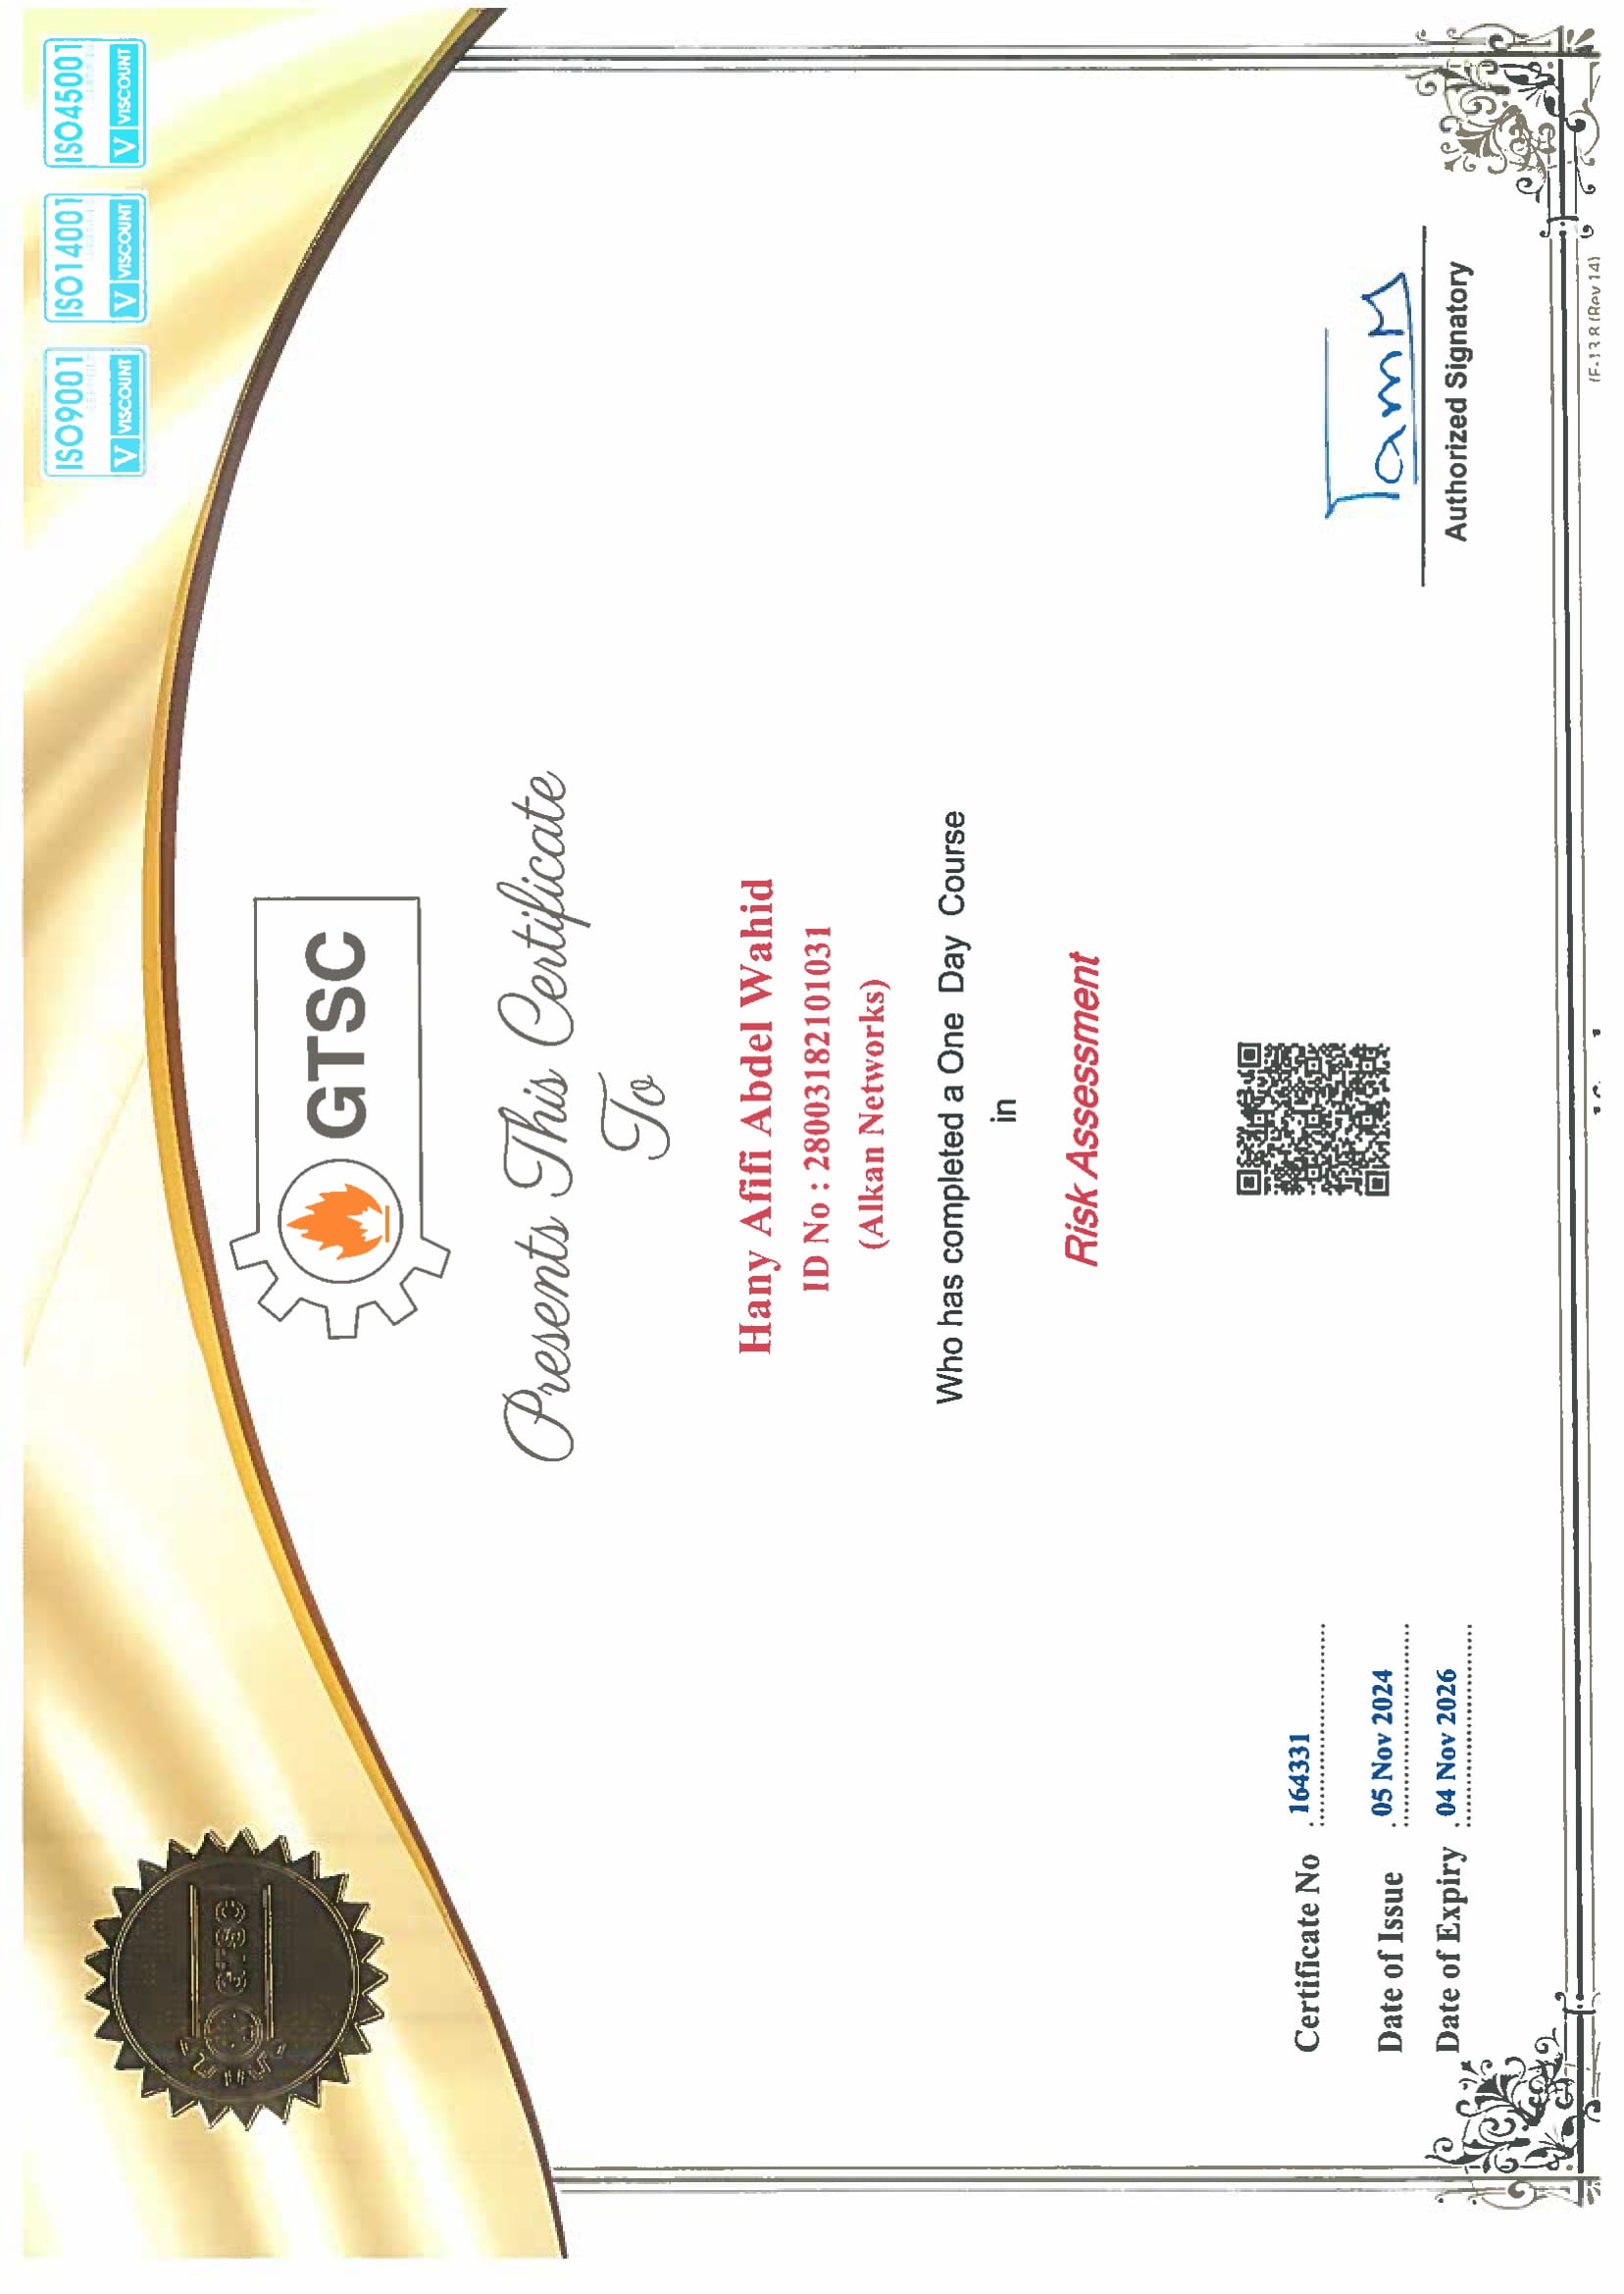 ISO9001
V VISCOUNT
ISO14001
V VISCOUNT
ISO45001
V VISCOUNT
GTSC
GTSC
Presents This Certificate
To
Hany Afifi Abdel Wahid
ID No : 28003182101031
(Alkan Networks)
Who has completed a One Day Course
in
Risk Assessment
Certificate No : 164331
Date of Issue : 05 Nov 2024
Date of Expiry : 04 Nov 2026
Authorized Signatory
(F-13.8 (Rev 14)